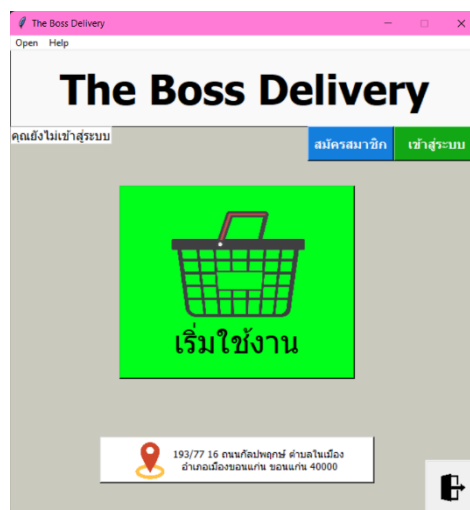 The Boss Delivery
Open Help
The Boss Delivery
คุณยังไม่เข้าสู่ระบบ
สมัครสมาชิก เข้าสู่ระบบ
เริ่มใช้งาน
193/77 16 ถนนกัลปพฤกษ์ ตำบลในเมือง
อำเภอเมืองขอนแก่น ขอนแก่น 40000